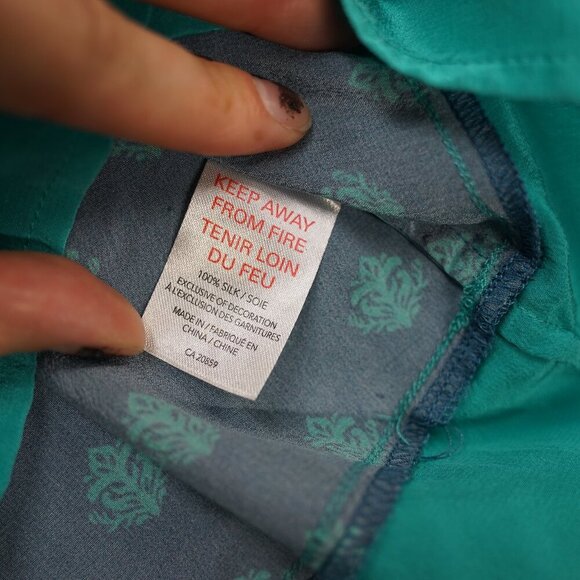 KEEP AWAY
FROM FIRE
TENIR LOIN
DU FEU
100% SILK / SOIE
EXCLUSIVE OF DECORATION
À L'EXCLUSION DES GARNITURES
MADE IN / FABRIQUÉ EN
CHINA / CHINE
CA 20859